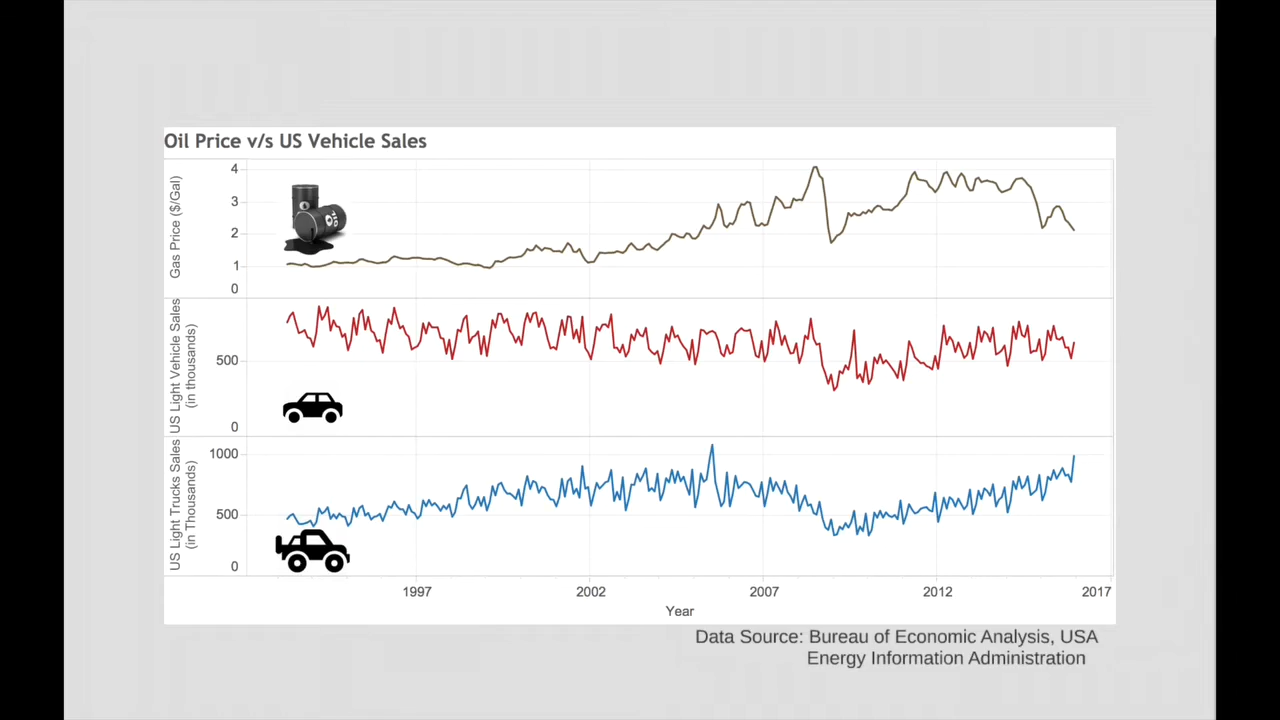 Oil Price v/s US Vehicle Sales
Gas Price ($/Gal)
4
3
2
1
0
US Light Vehicle Sales
(in thousands)
500
0
US Light Trucks Sales
(in Thousands)
1000
500
0
1997
2002
2007
2012
2017
Year
Data Source: Bureau of Economic Analysis, USA
Energy Information Administration